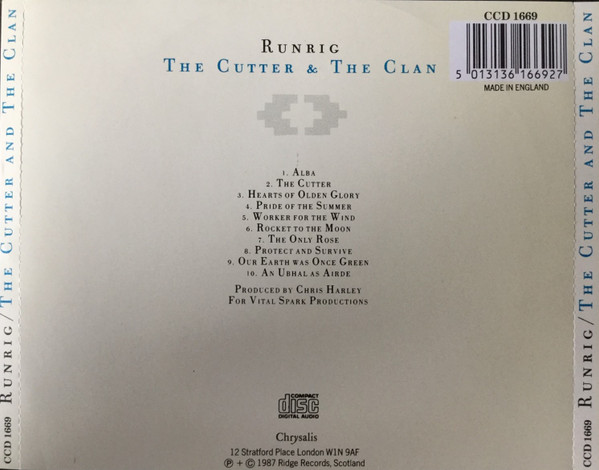 CCD 1669
5 013136 166927
MADE IN ENGLAND
RUNRIG
THE CUTTER & THE CLAN
1. ALBA
2. THE CUTTER
3. HEARTS OF OLDEN GLORY
4. PRIDE OF THE SUMMER
5. WORKER FOR THE WIND
6. ROCKET TO THE MOON
7. THE ONLY ROSE
8. PROTECT AND SURVIVE
9. OUR EARTH WAS ONCE GREEN
10. AN UBHAL AS AIRDE
PRODUCED BY CHRIS HARLEY
FOR VITAL SPARK PRODUCTIONS
COMPACT
disc
DIGITAL AUDIO
Chrysalis
12 Stratford Place London W1N 9AF
℗ + © 1987 Ridge Records, Scotland
CCD 1669 RUNRIG/THE CUTTER AND THE CLAN
CCD 1669 RUNRIG/THE CUTTER AND THE CLAN